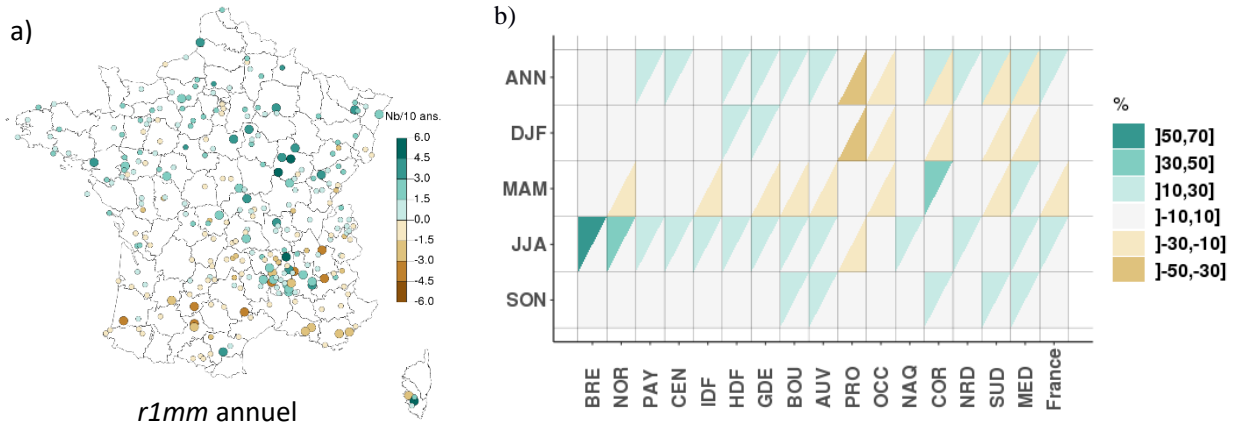 a)
Nb/10 ans.
6.0
4.5
3.0
1.5
0.0
-1.5
-3.0
-4.5
-6.0
r1mm annuel
b)
ANN
DJF
MAM
JJA
SON
BRE
NOR
PAY
CEN
IDF
HDF
GDE
BOU
AUV
PRO
OCC
NAQ
COR
NRD
SUD
MED
France
%
]50,70]
]30,50]
]10,30]
]-10,10]
]-30,-10]
]-50,-30]